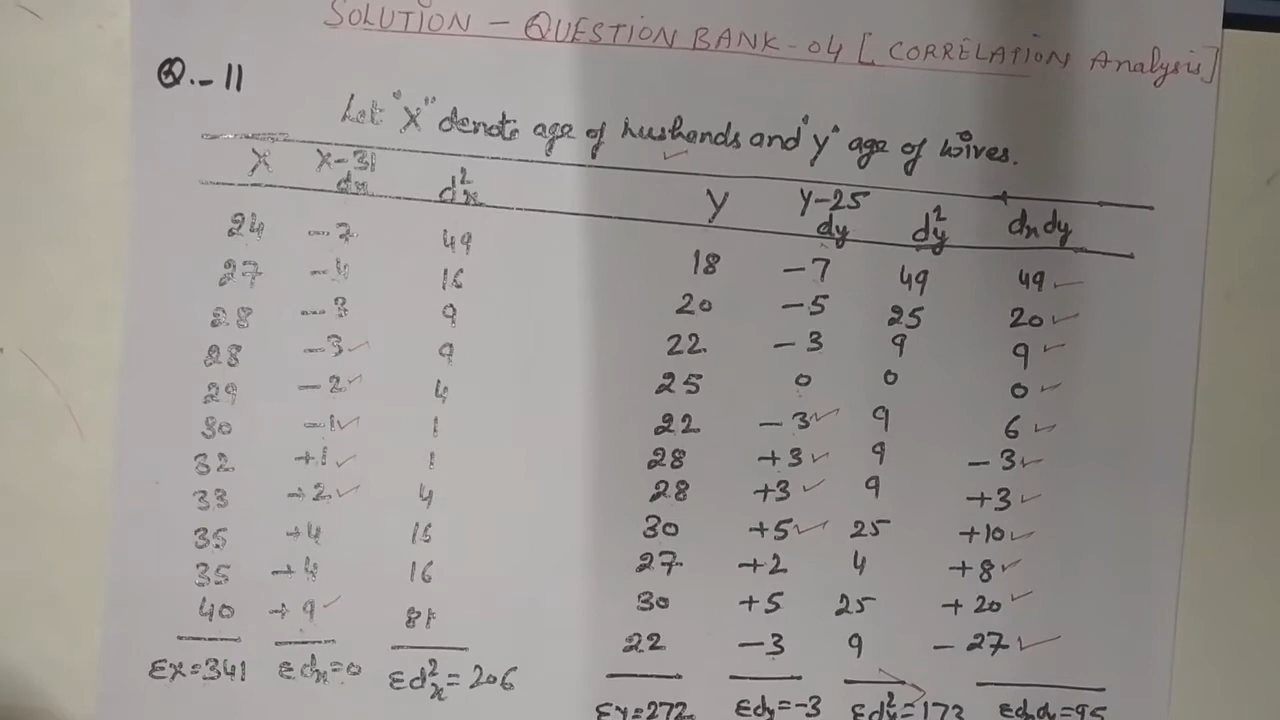 SOLUTION – QUESTION BANK-04 [ CORRELATION Analysis]
Q.-11
Let "X" denote age of husbands and "y" age of wives.
X X-31 dx d²x Y Y-25 dy d²y dxdy
24 -7 49 18 -7 49 49
27 -4 16 20 -5 25 20
28 -3 9 22 -3 9 9
28 -3 9 25 0 0 0
29 -2 4 22 -3 9 6
30 -1 1 28 +3 9 -3
32 +1 1 28 +3 9 +3
33 +2 4 30 +5 25 +10
35 +4 16 27 +2 4 +8
35 +4 16 30 +5 25 +20
40 +9 81 22 -3 9 -27
Σx=341 Σdx=0 Σd²x=206 Σy=272 Σdy=-3 Σd²y=173 Σdxdy=95